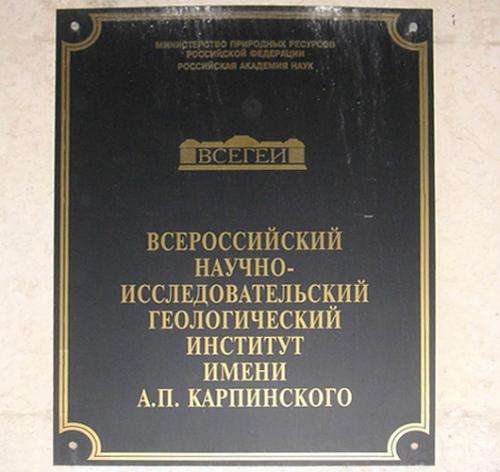 МИНИСТЕРСТВО ПРИРОДНЫХ РЕСУРСОВ
РОССИЙСКОЙ ФЕДЕРАЦИИ
РОССИЙСКАЯ АКАДЕМИЯ НАУК
ВСЕГЕИ
ВСЕРОССИЙСКИЙ
НАУЧНО-
ИССЛЕДОВАТЕЛЬСКИЙ
ГЕОЛОГИЧЕСКИЙ
ИНСТИТУТ
ИМЕНИ
А.П. КАРПИНСКОГО